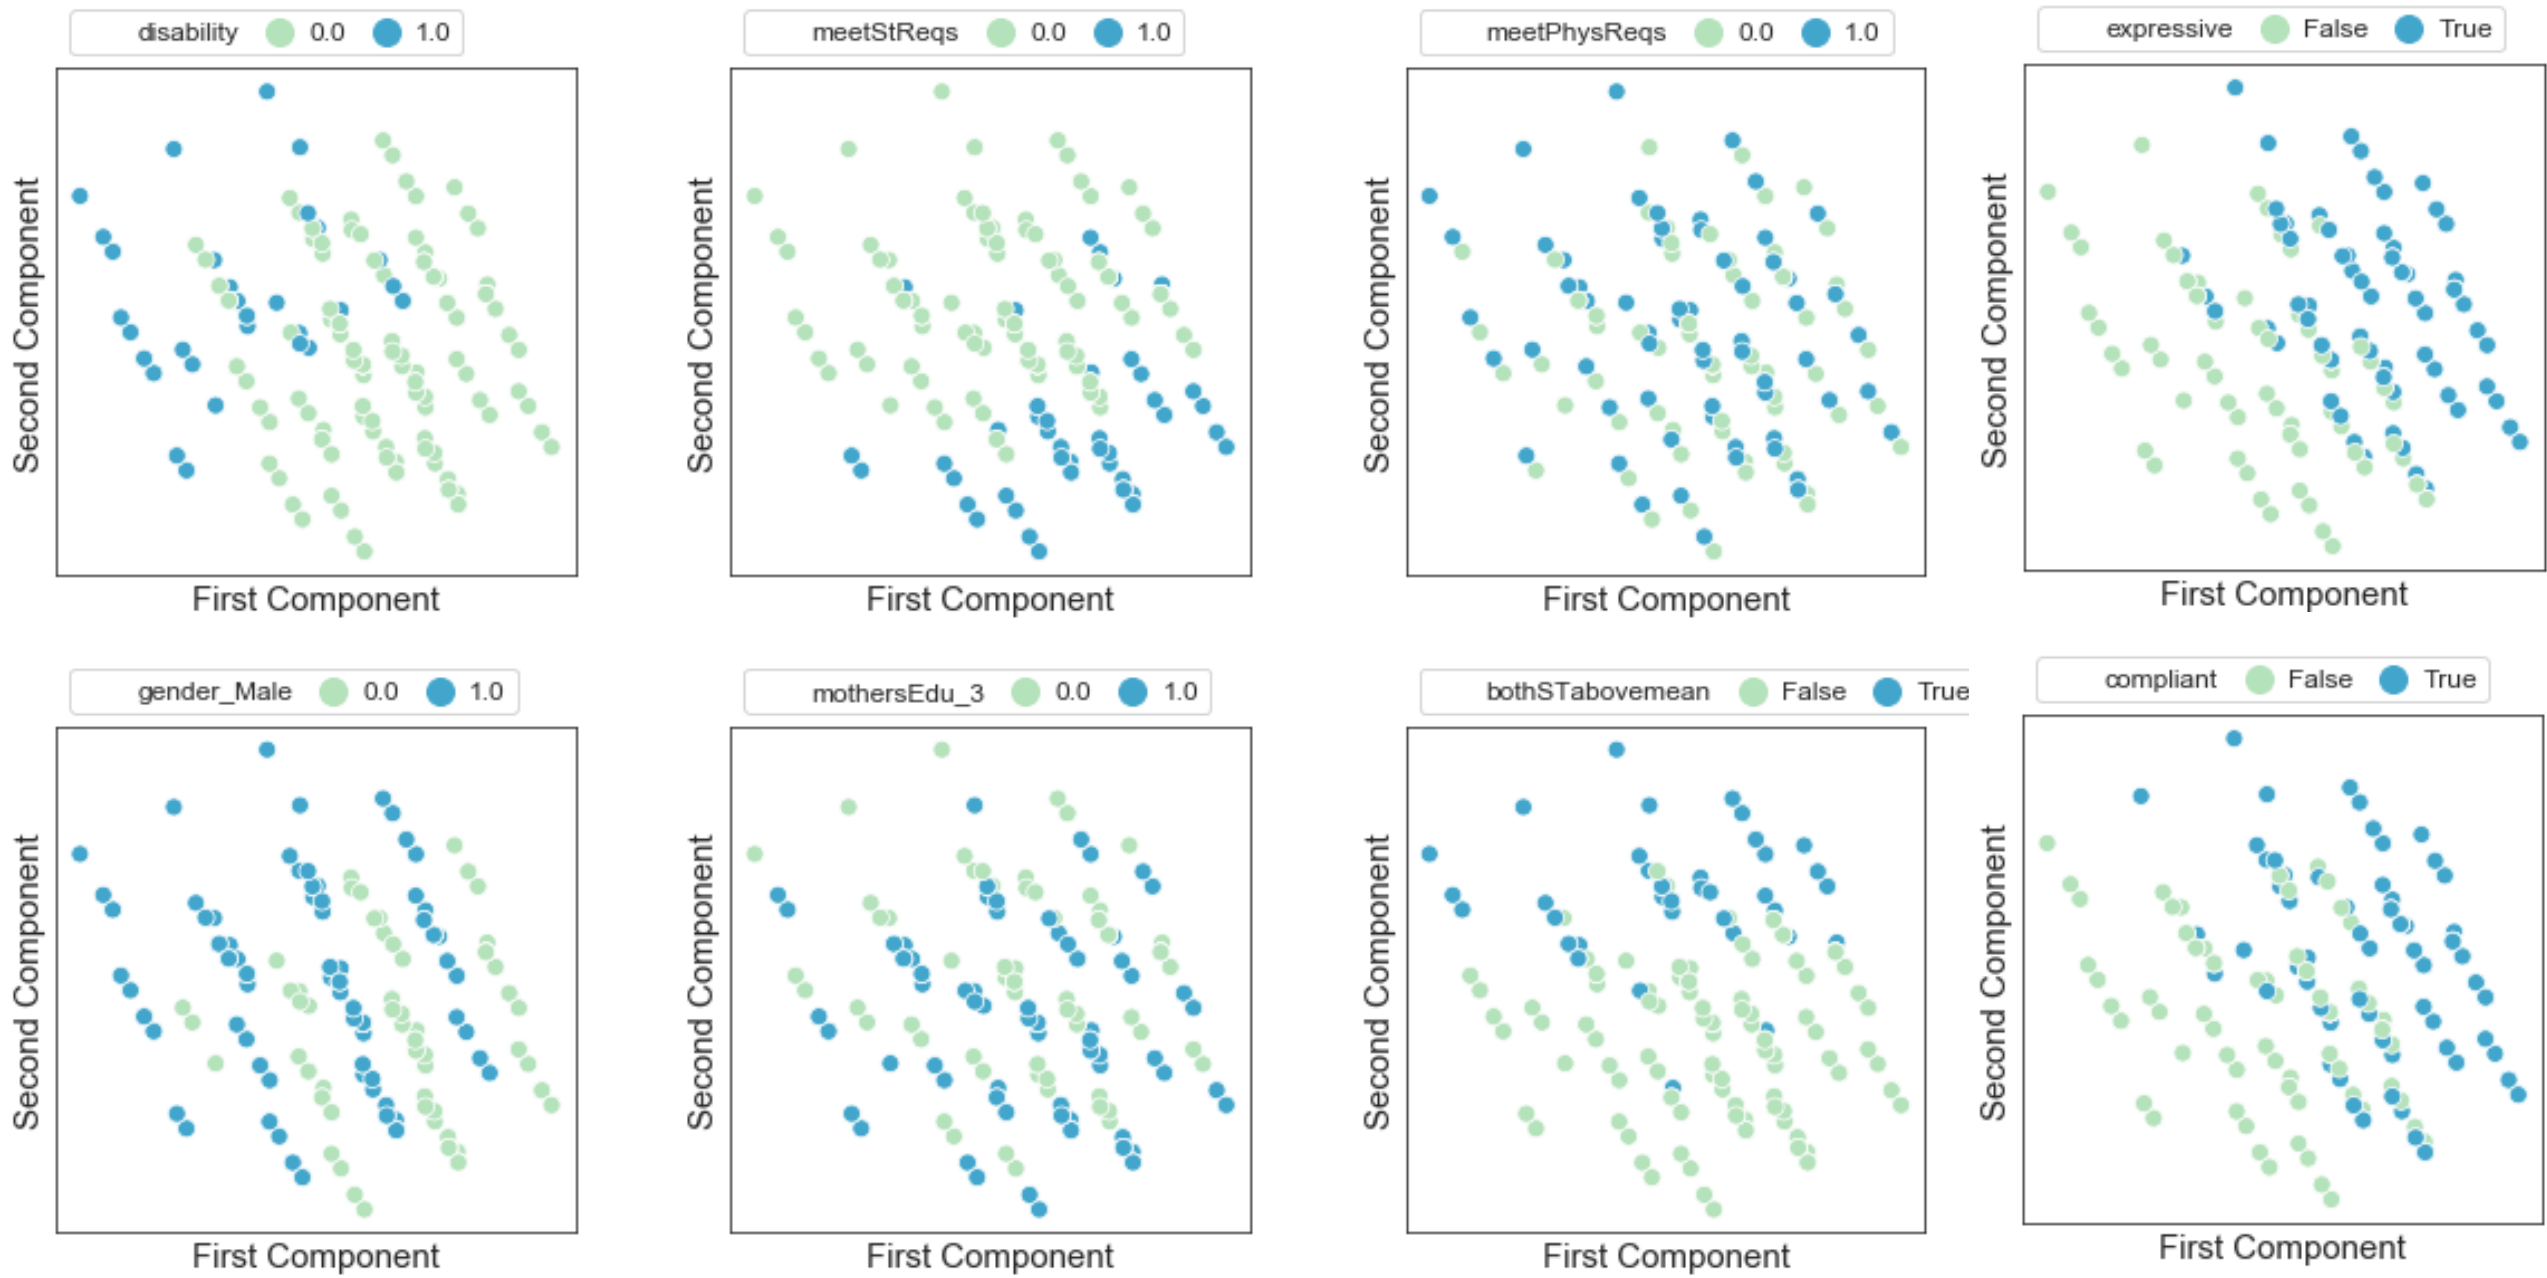 disability 0.0 1.0
meetStReqs 0.0 1.0
meetPhysReqs 0.0 1.0
expressive False True
Second Component
Second Component
Second Component
Second Component
First Component
First Component
First Component
First Component
gender_Male 0.0 1.0
mothersEdu_3 0.0 1.0
bothSTabovemean False True
compliant False True
Second Component
Second Component
Second Component
Second Component
First Component
First Component
First Component
First Component